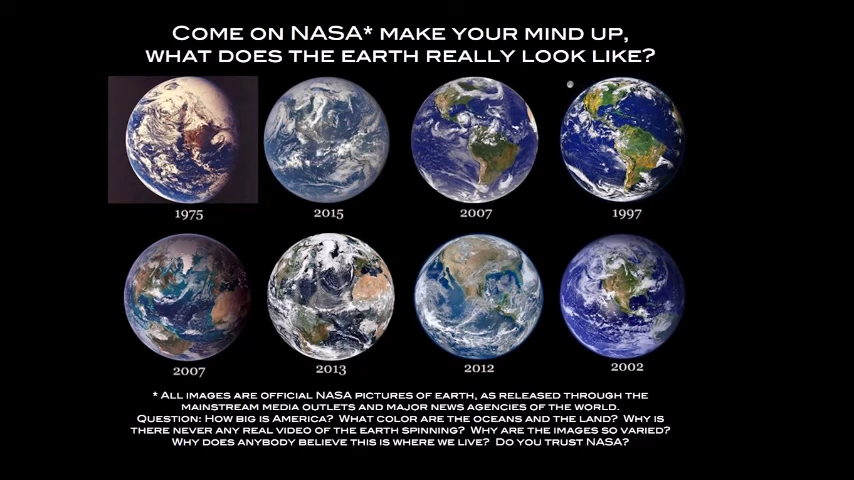 Come on NASA* make your mind up,
what does the earth really look like?
1975
2015
2007
1997
2007
2013
2012
2002
* All images are official NASA pictures of earth, as released through the
mainstream media outlets and major news agencies of the world.
Question: How big is America? What color are the oceans and the land? Why is
there never any real video of the earth spinning? Why are the images so varied?
Why does anybody believe this is where we live? Do you trust NASA?